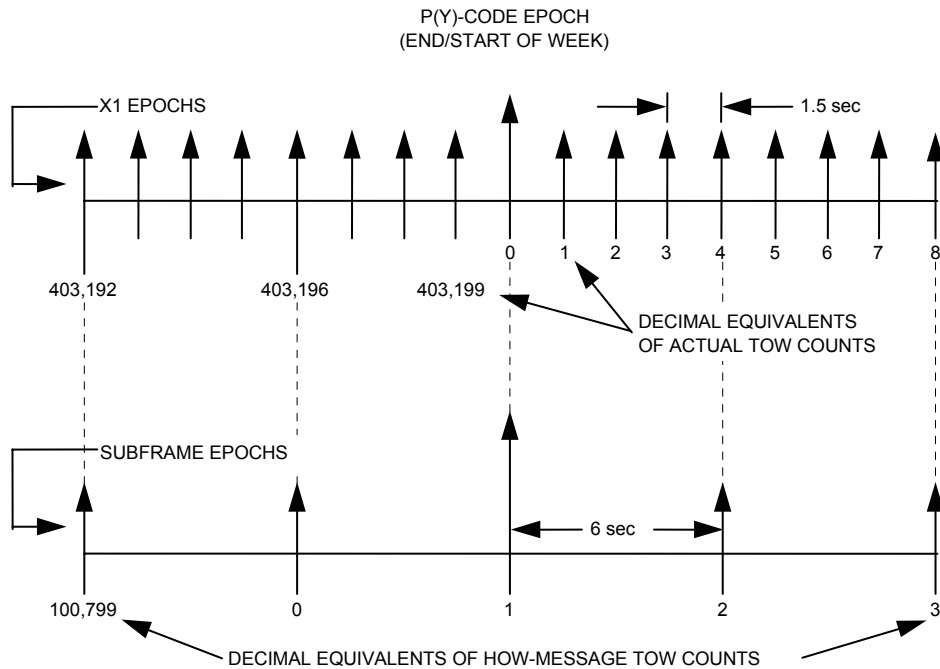 P(Y)-CODE EPOCH
(END/START OF WEEK)
X1 EPOCHS
1.5 sec
0 1 2 3 4 5 6 7 8
403,192 403,196 403,199
DECIMAL EQUIVALENTS
OF ACTUAL TOW COUNTS
SUBFRAME EPOCHS
6 sec
100,799 0 1 2 3
DECIMAL EQUIVALENTS OF HOW-MESSAGE TOW COUNTS